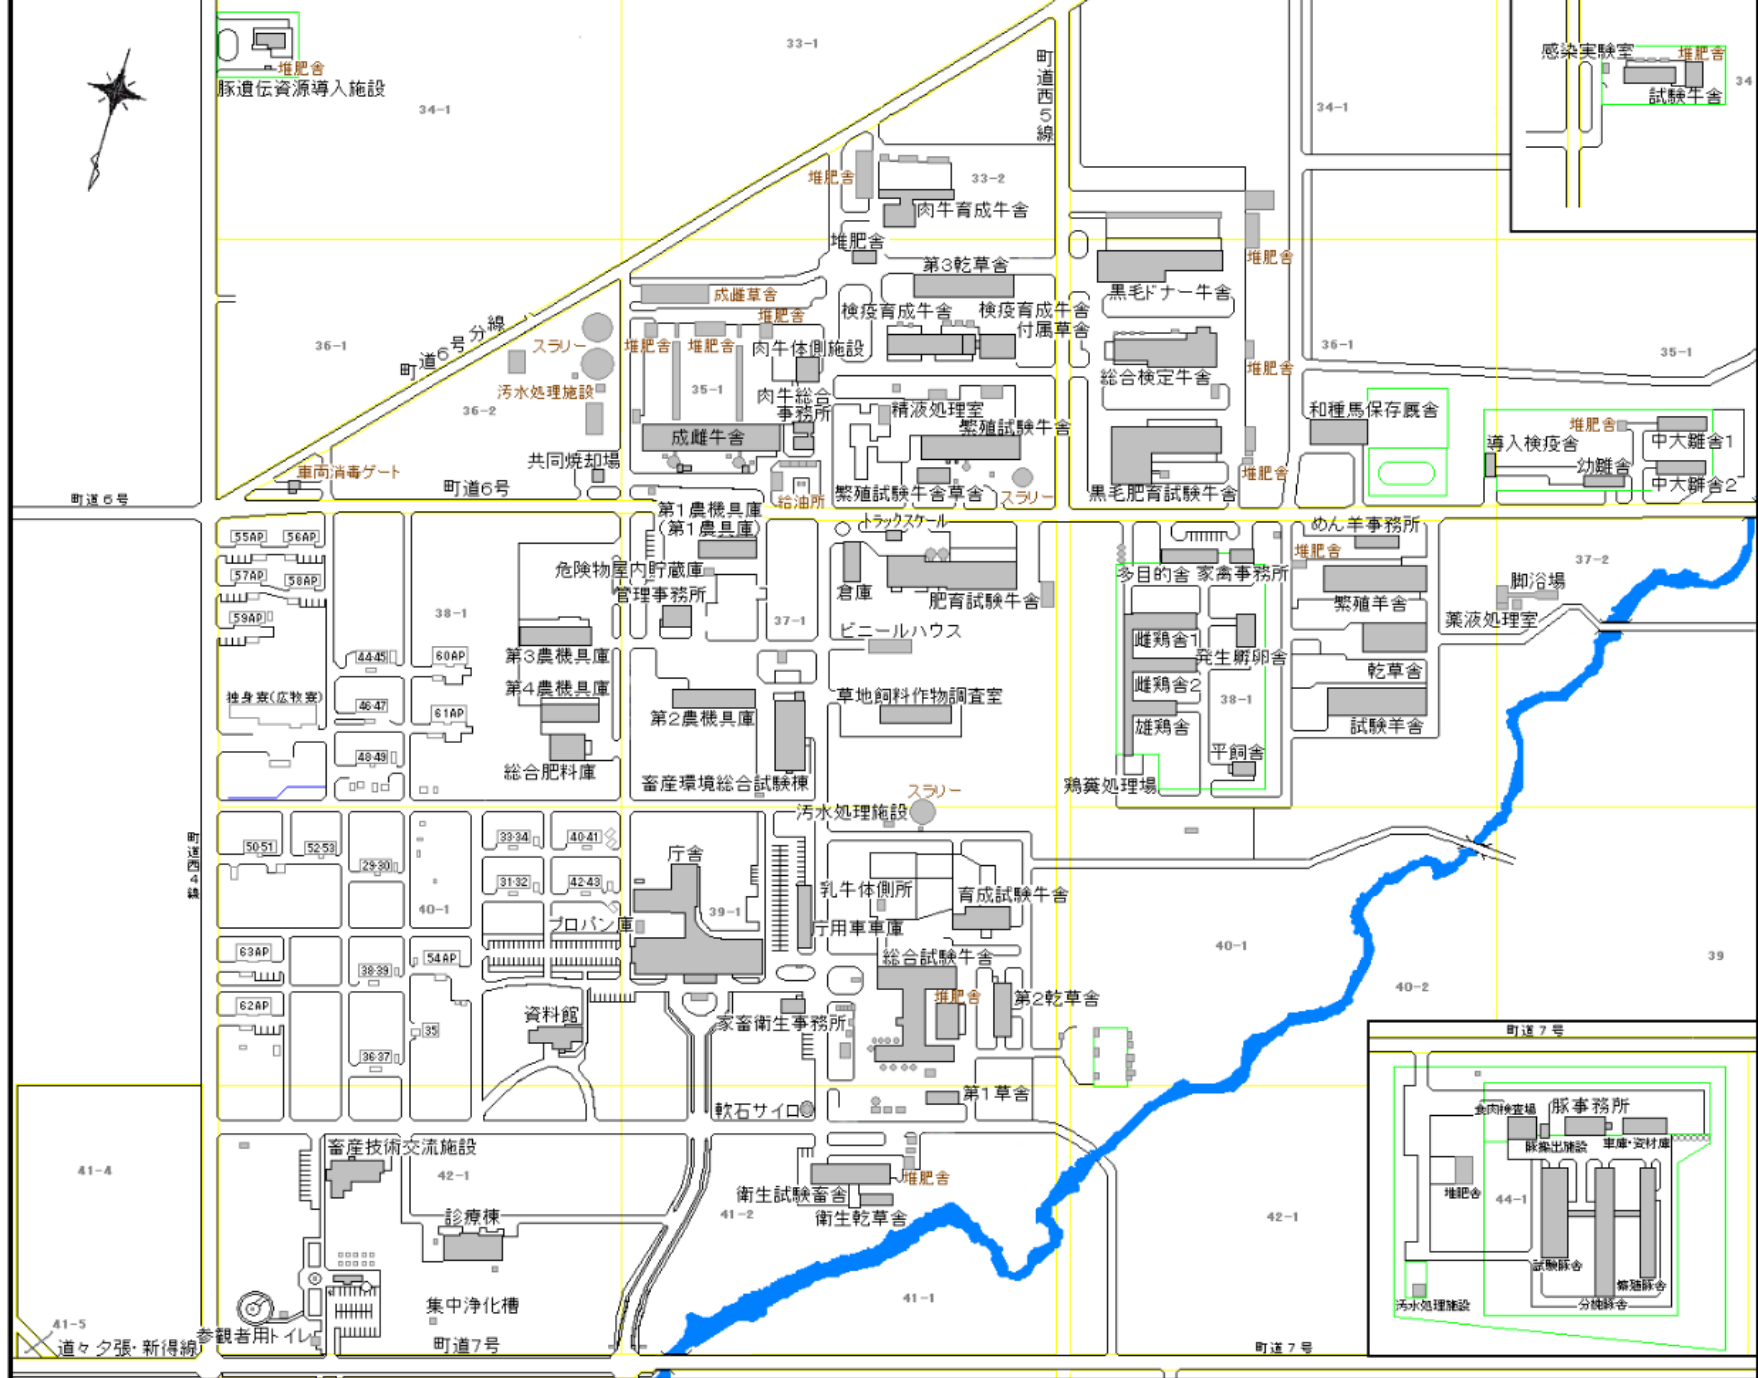 33-1
34-1
堆肥舎
豚遺伝資源導入施設
町道西5線
34-1
感染実験室
堆肥舎
34
試験牛舎
堆肥舎
33-2
肉牛育成牛舎
堆肥舎
第3乾草舎
堆肥舎
黒毛ドナー牛舎
成雌草舎
検疫育成牛舎
検疫育成牛舎
付属草舎
堆肥舎
町道6号分線
36-1
スラリー
堆肥舎
堆肥舎
肉牛体側施設
36-1
35-1
堆肥舎
総合検定牛舎
汚水処理施設
35-1
肉牛総合
事務所
精液処理室
36-2
和種馬保存厩舎
繁殖試験牛舎
成雌牛舎
堆肥舎
中大雛舎1
導入検疫舎
共同焼却場
車両消毒ゲート
幼雛舎
堆肥舎
中大雛舎2
町道6号
町道6号
給油所
繁殖試験牛舎草舎
スラリー
黒毛肥育試験牛舎
第1農機具庫
(第1農具庫)
トラックスケール
めん羊事務所
55AP
56AP
堆肥舎
37-2
57AP
58AP
危険物屋内貯蔵庫
多目的舎
家禽事務所
脚浴場
管理事務所
倉庫
肥育試験牛舎
繁殖羊舎
薬液処理室
59AP
38-1
37-1
ビニールハウス
雌鶏舎1
発生孵卵舎
44・45
60AP
第3農機具庫
乾草舎
第4農機具庫
雌鶏舎2
独身寮(広牧寮)
草地飼料作物調査室
38-1
46・47
61AP
第2農機具庫
雄鶏舎
試験羊舎
48・49
平飼舎
総合肥料庫
畜産環境総合試験棟
鶏糞処理場
スラリー
汚水処理施設
33・34
40・41
町道西4線
50・51
52・53
庁舎
29・30
31・32
42・43
乳牛体側所
育成試験牛舎
40-1
39-1
プロパン庫
庁用車車庫
40-1
63AP
54AP
総合試験牛舎
39
38・39
40-2
62AP
堆肥舎
第2乾草舎
資料館
家畜衛生事務所
35
町道7号
36・37
第1草舎
軟石サイロ
食肉検査場
豚事務所
豚搬出施設
車庫・資材庫
畜産技術交流施設
41-4
42-1
堆肥舎
衛生試験畜舎
堆肥舎
44-1
衛生乾草舎
診療棟
41-2
42-1
試験豚舎
繁殖豚舎
集中浄化槽
41-1
汚水処理施設
分娩豚舎
41-5
参観者用トイレ
道々夕張・新得線
町道7号
町道7号